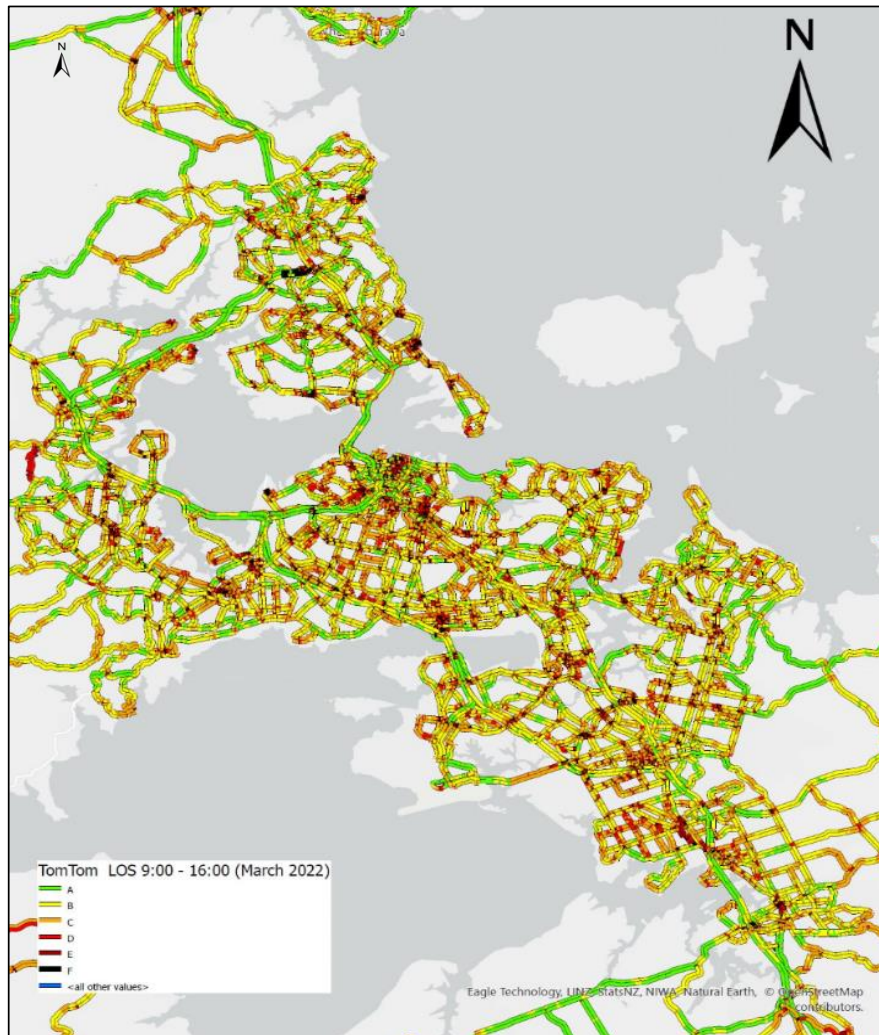 N
N
TomTom LOS 9:00 - 16:00 (March 2022)
A
B
C
D
E
F
<all other values>
Eagle Technology, LINZ, StatsNZ, NIWA, Natural Earth, © OpenStreetMap
contributors.